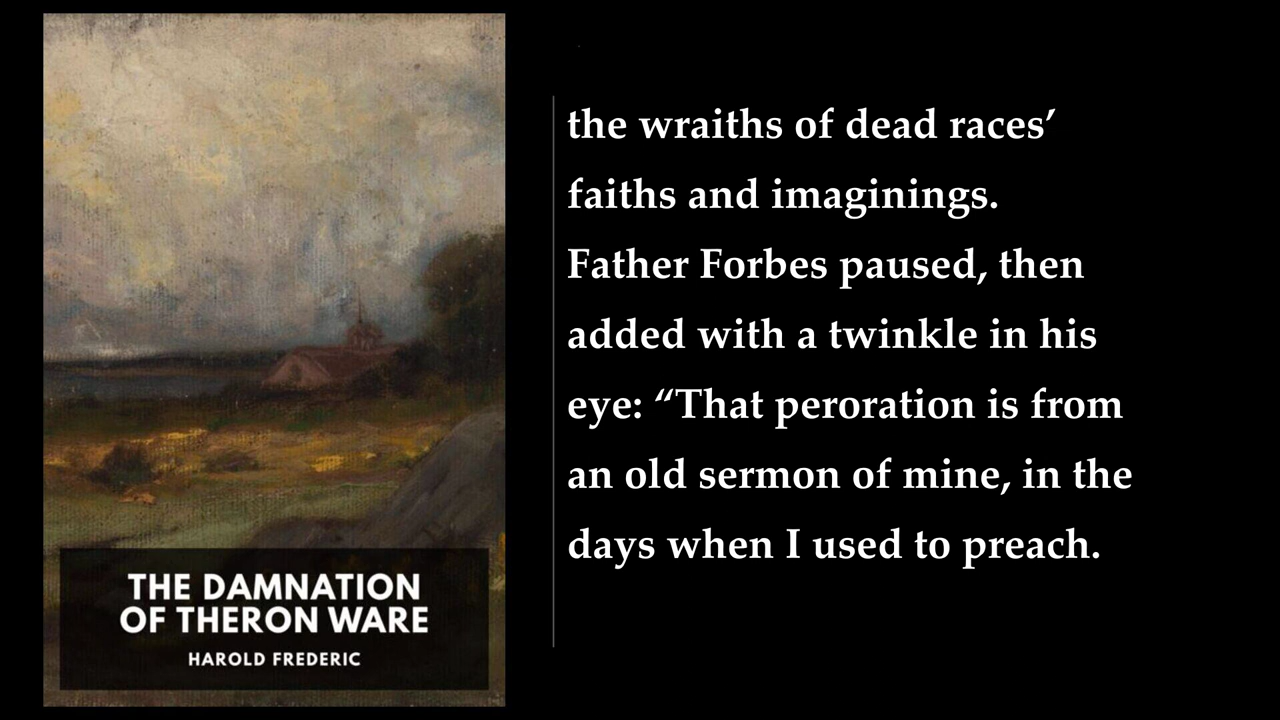 the wraiths of dead races’
faiths and imaginings.
Father Forbes paused, then
added with a twinkle in his
eye: “That peroration is from
an old sermon of mine, in the
days when I used to preach.
THE DAMNATION
OF THERON WARE
HAROLD FREDERIC